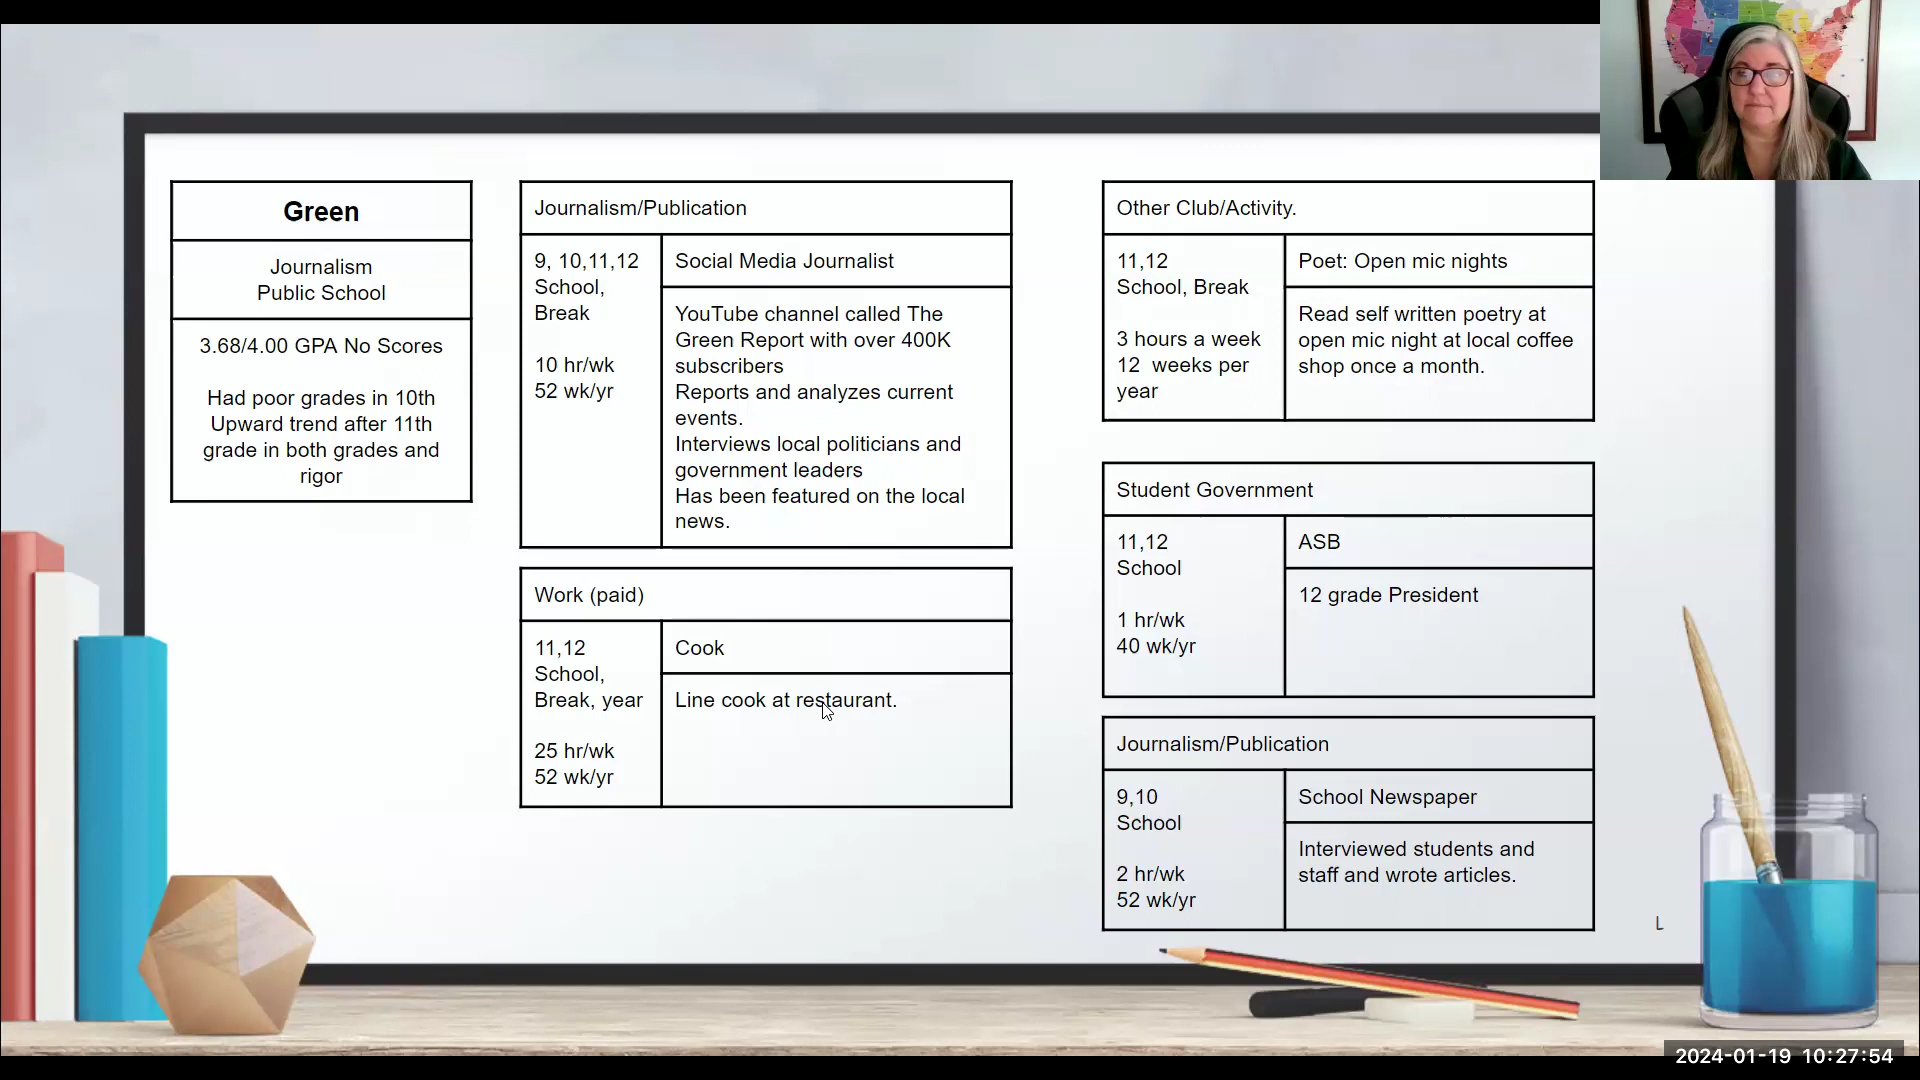 Green
Journalism
Public School
3.68/4.00 GPA No Scores
Had poor grades in 10th
Upward trend after 11th
grade in both grades and
rigor
Journalism/Publication
9, 10,11,12
School,
Break
10 hr/wk
52 wk/yr
Social Media Journalist
YouTube channel called The
Green Report with over 400K
subscribers
Reports and analyzes current
events.
Interviews local politicians and
government leaders
Has been featured on the local
news.
Work (paid)
11,12
School,
Break, year
25 hr/wk
52 wk/yr
Cook
Line cook at restaurant.
Other Club/Activity.
11,12
School, Break
3 hours a week
12  weeks per
year
Poet: Open mic nights
Read self written poetry at
open mic night at local coffee
shop once a month.
Student Government
11,12
School
1 hr/wk
40 wk/yr
ASB
12 grade President
Journalism/Publication
9,10
School
2 hr/wk
52 wk/yr
School Newspaper
Interviewed students and
staff and wrote articles.
L
2024-01-19 10:27:54